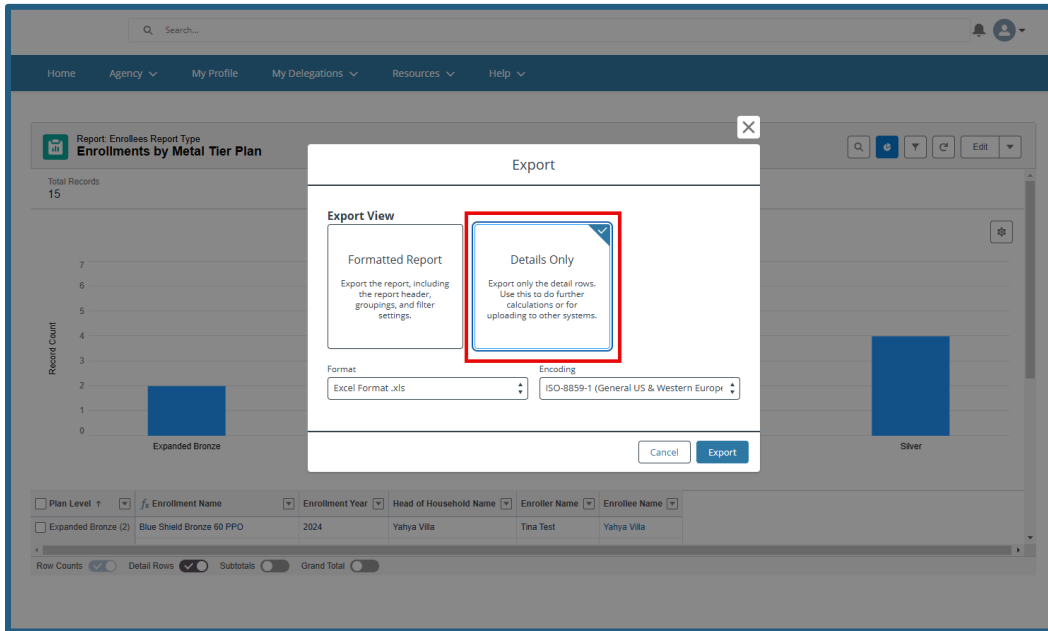 Search...
Home Agency My Profile My Delegations Resources Help
Report: Enrollees Report Type
Enrollments by Metal Tier Plan
Edit
Total Records
15
Export
Export View
Formatted Report
Export the report, including
the report header,
groupings, and filter
settings.
Details Only
Export only the detail rows.
Use this to do further
calculations or for
uploading to other systems.
Format
Excel Format .xls
Encoding
ISO-8859-1 (General US & Western Europe
Cancel Export
Record Count
7
6
5
4
3
2
1
0
Expanded Bronze
Silver
Plan Level ↑ fx Enrollment Name Enrollment Year Head of Household Name Enroller Name Enrollee Name
Expanded Bronze (2) Blue Shield Bronze 60 PPO 2024 Yahya Villa Tina Test Yahya Villa
Row Counts Detail Rows Subtotals Grand Total